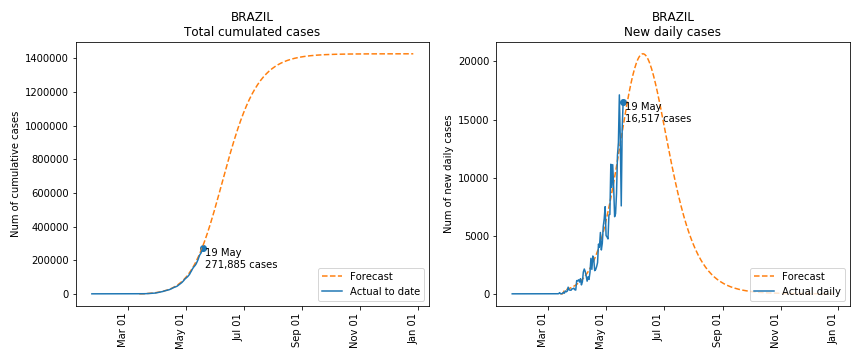 BRAZIL
Total cumulated cases
Num of cumulative cases
1400000
1200000
1000000
800000
600000
400000
200000
0
19 May
271,885 cases
Forecast
Actual to date
Mar 01
May 01
Jul 01
Sep 01
Nov 01
Jan 01
BRAZIL
New daily cases
Num of new daily cases
20000
15000
10000
5000
0
19 May
16,517 cases
Forecast
Actual daily
Mar 01
May 01
Jul 01
Sep 01
Nov 01
Jan 01